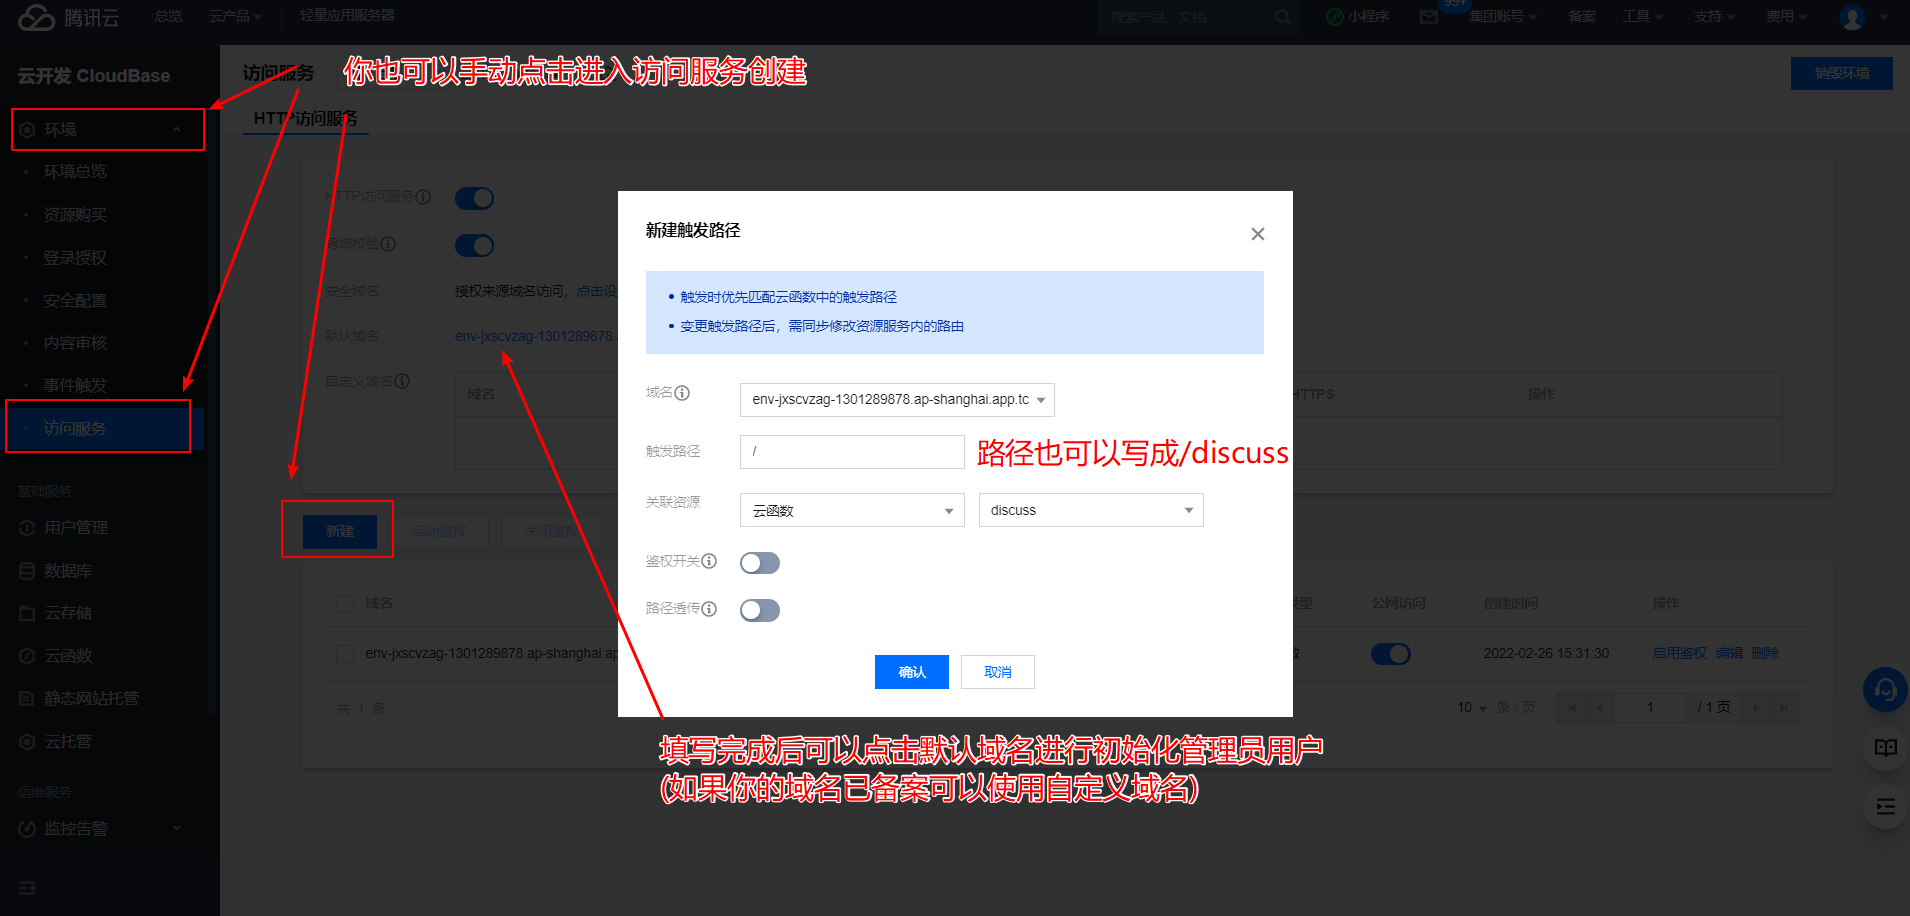 腾讯云
总览
云产品
轻量应用服务器
搜索产品、文档...
小程序
99+
集团账号
备案
工具
支持
费用
云开发 CloudBase
访问服务
你也可以手动点击进入访问服务创建
销毁环境
环境
HTTP访问服务
环境总览
资源购买
登录授权
安全配置
内容审核
事件触发
访问服务
基础服务
用户管理
数据库
云存储
云函数
静态网站托管
云托管
运维服务
监控告警
HTTP访问服务
跨域校验
安全域名
授权来源域名访问，点击设
默认域名
env-jxscvzag-1301289878.
自定义域名
域名
HTTPS
操作
新建
启动鉴权
关闭鉴权
域名
类型
公网访问
创建时间
操作
env-jxscvzag-1301289878.ap-shanghai.ap
2022-02-26 15:31:30
启用鉴权 编辑 删除
共 1 条
10 条 / 页
1
/ 1 页
新建触发路径
触发时优先匹配云函数中的触发路径
变更触发路径后，需同步修改资源服务内的路由
域名
env-jxscvzag-1301289878.ap-shanghai.app.tc
触发路径
/
路径也可以写成/discuss
关联资源
云函数
discuss
鉴权开关
路径透传
确认
取消
填写完成后可以点击默认域名进行初始化管理员用户
(如果你的域名已备案可以使用自定义域名)